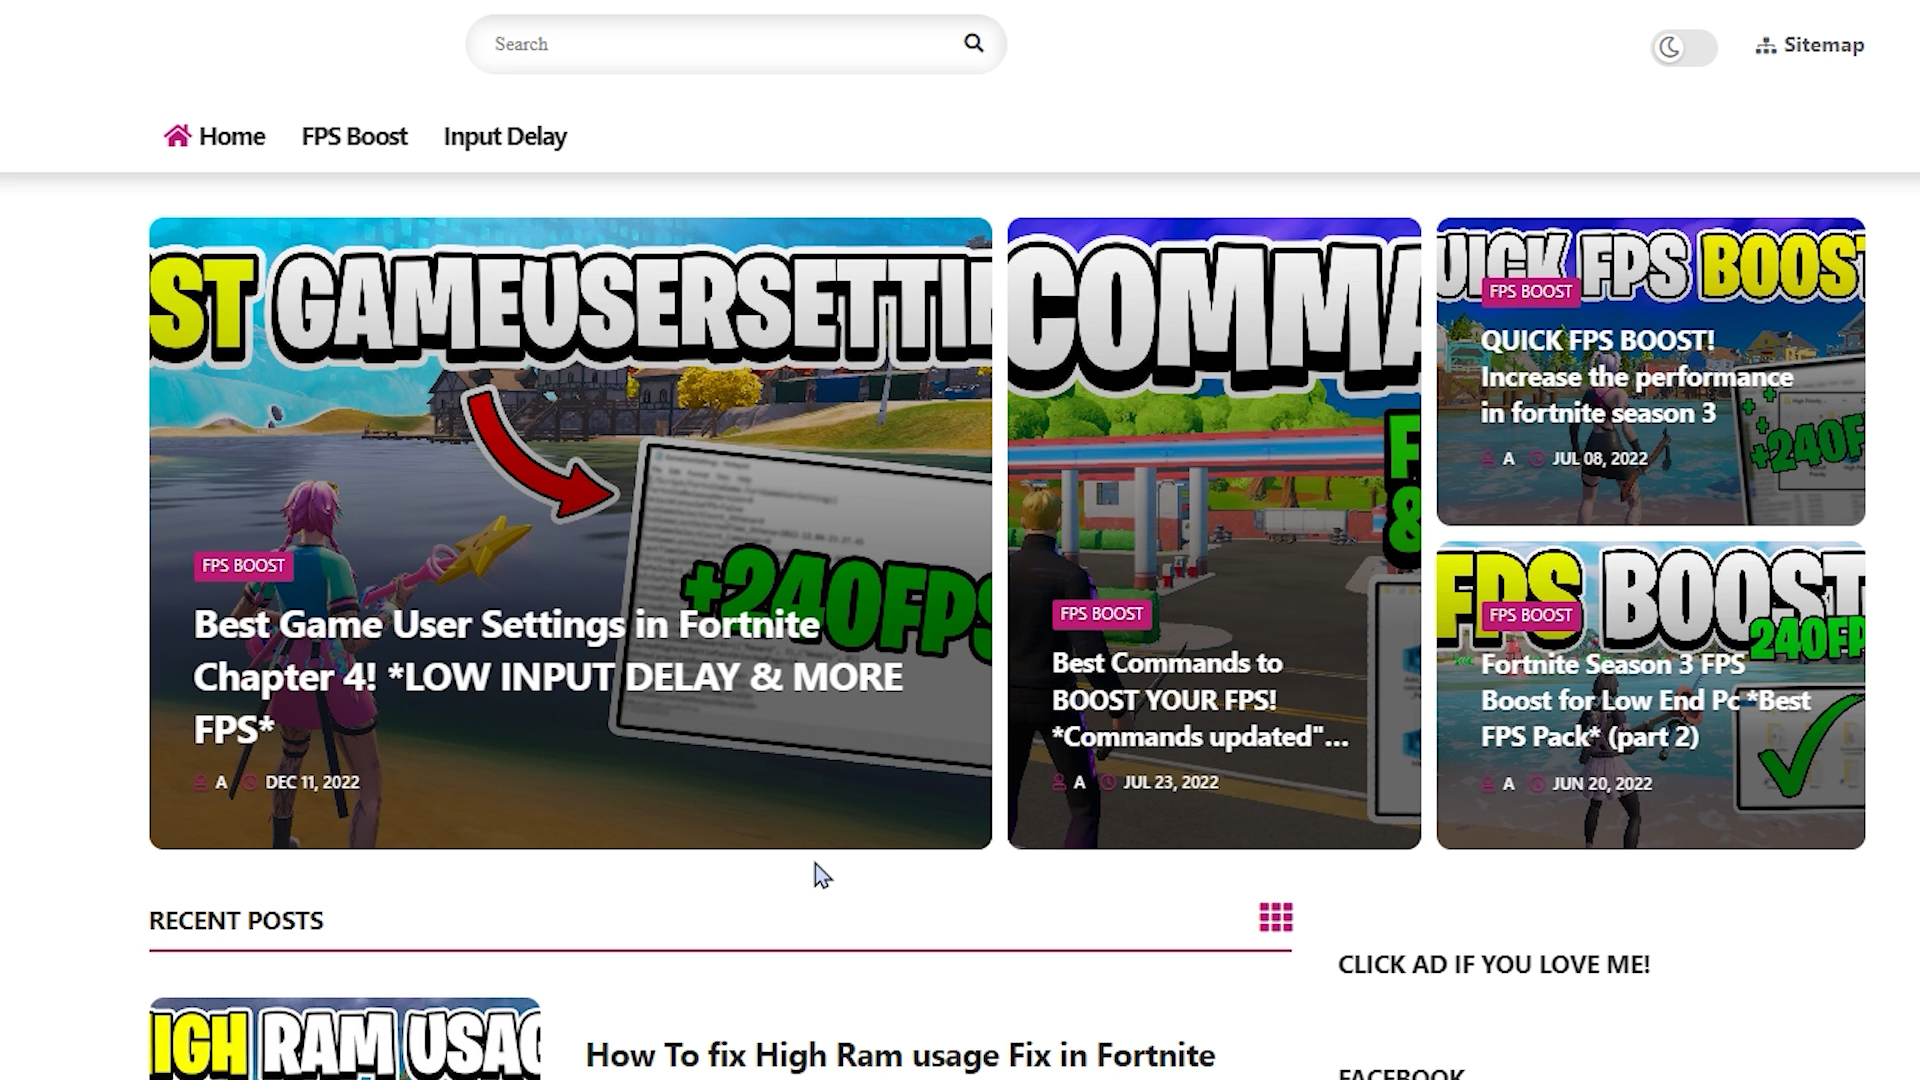 Search
Sitemap
Home FPS Boost Input Delay
ST GAMEUSERSETTIN
FPS BOOST
+240FPS
Best Game User Settings in Fortnite
Chapter 4! *LOW INPUT DELAY & MORE
FPS*
A DEC 11, 2022
COMMA
F
&
FPS BOOST
Best Commands to
BOOST YOUR FPS!
*Commands updated"...
A JUL 23, 2022
UICK FPS BOOST
FPS BOOST
QUICK FPS BOOST!
Increase the performance
in fortnite season 3
+240F
A JUL 08, 2022
FPS BOOST
240FP
FPS BOOST
Fortnite Season 3 FPS
Boost for Low End Pc *Best
FPS Pack* (part 2)
A JUN 20, 2022
RECENT POSTS
CLICK AD IF YOU LOVE ME!
IGH RAM USAG
How To fix High Ram usage Fix in Fortnite
FACEBOOK